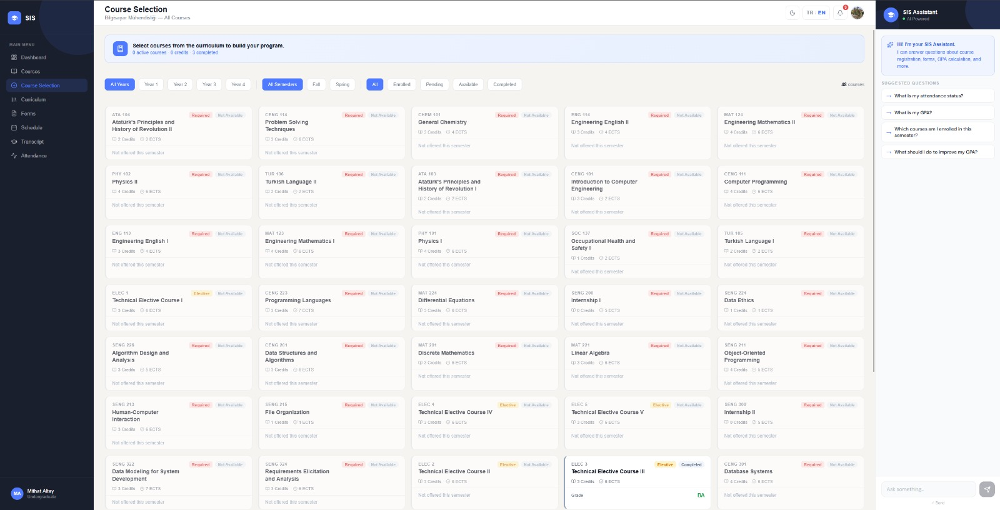 SIS
MAIN MENU
Dashboard
Courses
Course Selection
Curriculum
Forms
Schedule
Transcript
Attendance
MA
Mithat Altay
Undergraduate
Course Selection
Bilgisayar Mühendisliği — All Courses
TR / EN
3
Select courses from the curriculum to build your program.
0 active courses · 0 credits · 3 completed
All Years Year 1 Year 2 Year 3 Year 4 All Semesters Fall Spring All Enrolled Pending Available Completed
48 courses
ATA 104 Required Not Available
Atatürk's Principles and
History of Revolution II
2 Credits 2 ECTS
Not offered this semester
CENG 114 Required Not Available
Problem Solving
Techniques
3 Credits 6 ECTS
Not offered this semester
CHEM 101 Required Not Available
General Chemistry
3 Credits 4 ECTS
Not offered this semester
ENG 114 Required Not Available
Engineering English II
3 Credits 4 ECTS
Not offered this semester
MAT 124 Required Not Available
Engineering Mathematics II
4 Credits 6 ECTS
Not offered this semester
PHY 102 Required Not Available
Physics II
4 Credits 6 ECTS
Not offered this semester
TUR 106 Required Not Available
Turkish Language II
2 Credits 2 ECTS
Not offered this semester
ATA 103 Required Not Available
Atatürk's Principles and
History of Revolution I
2 Credits 2 ECTS
Not offered this semester
CENG 101 Required Not Available
Introduction to Computer
Engineering
3 Credits 2 ECTS
Not offered this semester
CENG 111 Required Not Available
Computer Programming
4 Credits 6 ECTS
Not offered this semester
ENG 113 Required Not Available
Engineering English I
3 Credits 4 ECTS
Not offered this semester
MAT 123 Required Not Available
Engineering Mathematics I
4 Credits 6 ECTS
Not offered this semester
PHY 101 Required Not Available
Physics I
4 Credits 6 ECTS
Not offered this semester
SOC 137 Required Not Available
Occupational Health and
Safety I
1 Credits 2 ECTS
Not offered this semester
TUR 105 Required Not Available
Turkish Language I
2 Credits 2 ECTS
Not offered this semester
ELEC 1 Elective Not Available
Technical Elective Course I
3 Credits 6 ECTS
Not offered this semester
CENG 223 Required Not Available
Programming Languages
3 Credits 7 ECTS
Not offered this semester
MAT 224 Required Not Available
Differential Equations
3 Credits 6 ECTS
Not offered this semester
SENG 200 Required Not Available
Internship I
0 Credits 5 ECTS
Not offered this semester
SENG 224 Required Not Available
Data Ethics
1 Credits 1 ECTS
Not offered this semester
SENG 226 Required Not Available
Algorithm Design and
Analysis
3 Credits 5 ECTS
Not offered this semester
CENG 201 Required Not Available
Data Structures and
Algorithms
3 Credits 6 ECTS
Not offered this semester
MAT 201 Required Not Available
Discrete Mathematics
3 Credits 6 ECTS
Not offered this semester
MAT 221 Required Not Available
Linear Algebra
3 Credits 6 ECTS
Not offered this semester
SENG 211 Required Not Available
Object-Oriented
Programming
4 Credits 5 ECTS
Not offered this semester
SENG 213 Required Not Available
Human-Computer
Interaction
3 Credits 6 ECTS
Not offered this semester
SENG 215 Required Not Available
File Organization
1 Credits 1 ECTS
Not offered this semester
ELEC 4 Elective Not Available
Technical Elective Course IV
3 Credits 6 ECTS
Not offered this semester
ELEC 5 Elective Not Available
Technical Elective Course V
3 Credits 6 ECTS
Not offered this semester
SENG 300 Required Not Available
Internship II
0 Credits 5 ECTS
Not offered this semester
SENG 322 Required Not Available
Data Modeling for System
Development
3 Credits 7 ECTS
Not offered this semester
SENG 324 Required Not Available
Requirements Elicitation
and Analysis
3 Credits 6 ECTS
Not offered this semester
ELEC 2 Elective Not Available
Technical Elective Course II
3 Credits 6 ECTS
Not offered this semester
ELEC 3 Elective Completed
Technical Elective Course III
3 Credits 6 ECTS
Grade BA
CENG 301 Required Not Available
Database Systems
4 Credits 6 ECTS
Not offered this semester
SIS Assistant
AI Powered
Hi! I'm your SIS Assistant.
I can answer questions about course
registration, forms, GPA calculation, and
more.
SUGGESTED QUESTIONS
→ What is my attendance status?
→ What is my GPA?
→ Which courses am I enrolled in this
semester?
→ What should I do to improve my GPA?
Ask something...
Send